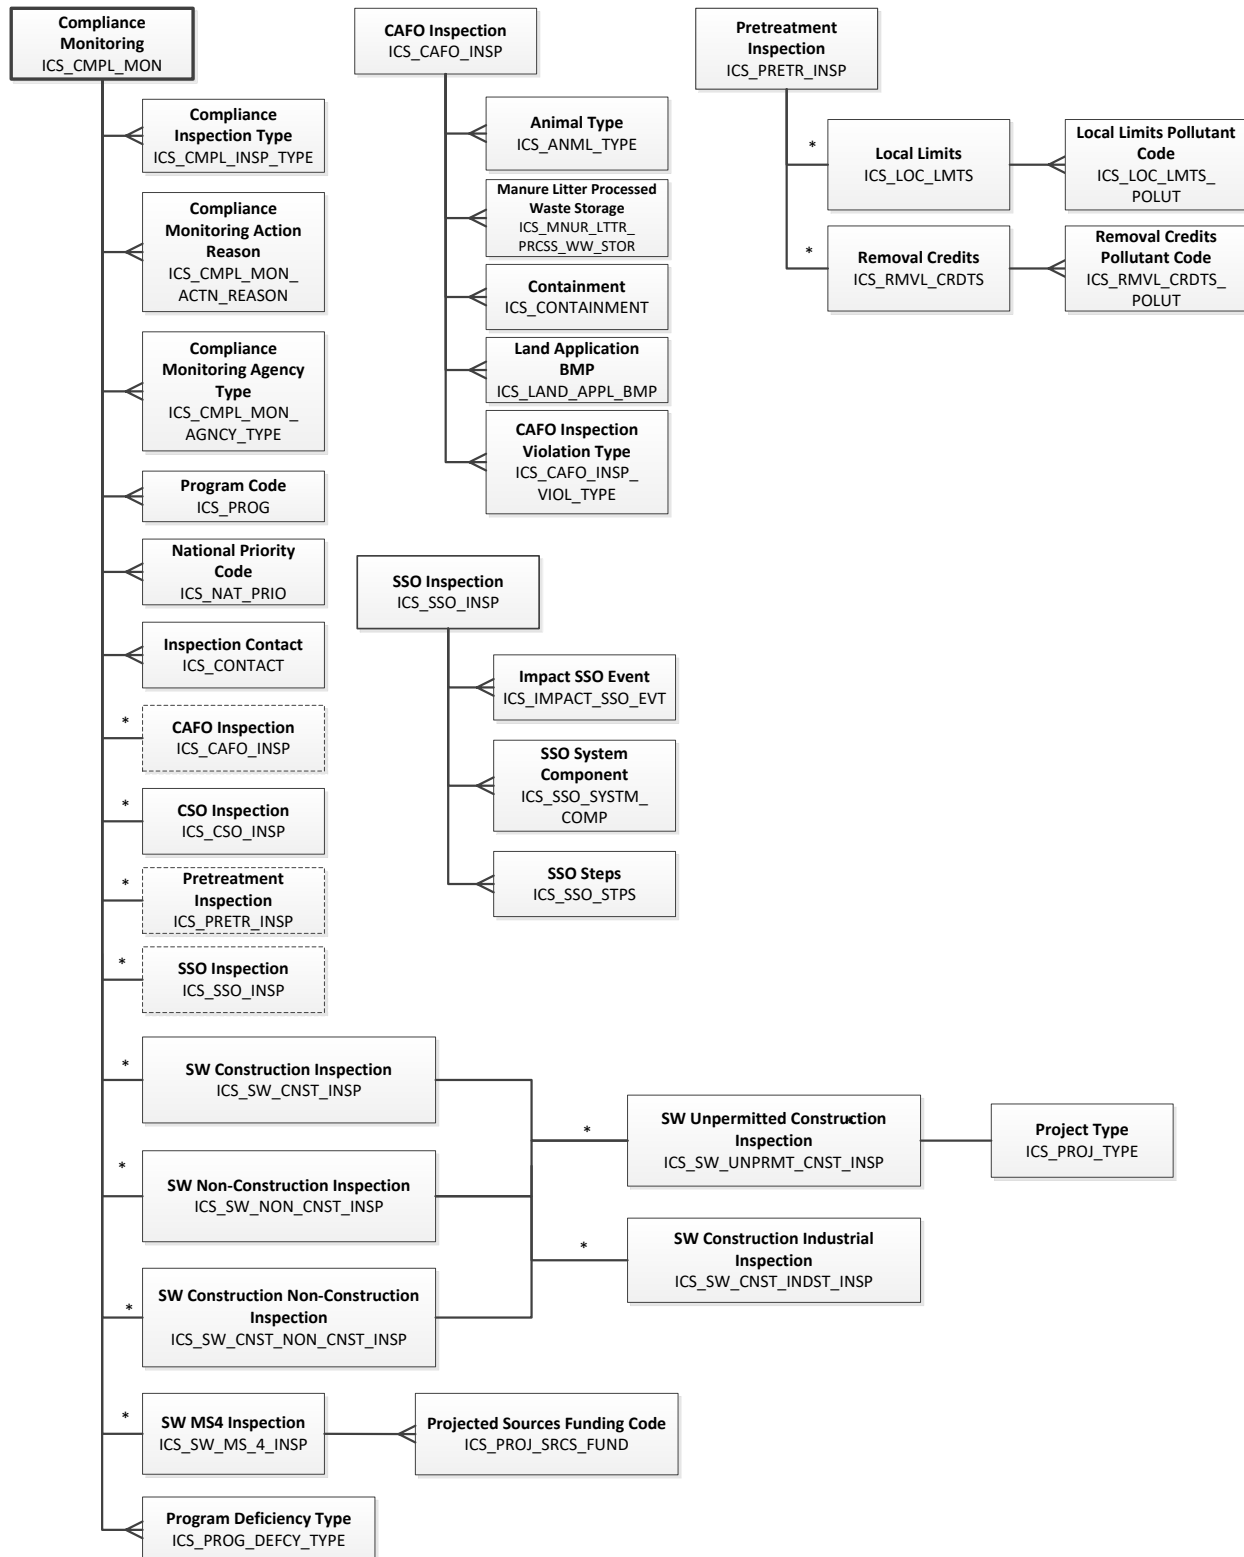 Compliance
Monitoring
ICS_CMPL_MON
Compliance
Inspection Type
ICS_CMPL_INSP_TYPE
Compliance
Monitoring Action
Reason
ICS_CMPL_MON_
ACTN_REASON
Compliance
Monitoring Agency
Type
ICS_CMPL_MON_
AGNCY_TYPE
Program Code
ICS_PROG
National Priority
Code
ICS_NAT_PRIO
Inspection Contact
ICS_CONTACT
*
CAFO Inspection
ICS_CAFO_INSP
*
CSO Inspection
ICS_CSO_INSP
*
Pretreatment
Inspection
ICS_PRETR_INSP
*
SSO Inspection
ICS_SSO_INSP
*
SW Construction Inspection
ICS_SW_CNST_INSP
*
SW Non-Construction Inspection
ICS_SW_NON_CNST_INSP
*
SW Construction Non-Construction
Inspection
ICS_SW_CNST_NON_CNST_INSP
*
SW MS4 Inspection
ICS_SW_MS_4_INSP
Projected Sources Funding Code
ICS_PROJ_SRCS_FUND
Program Deficiency Type
ICS_PROG_DEFCY_TYPE
*
SW Unpermitted Construction
Inspection
ICS_SW_UNPRMT_CNST_INSP
Project Type
ICS_PROJ_TYPE
*
SW Construction Industrial
Inspection
ICS_SW_CNST_INDST_INSP
CAFO Inspection
ICS_CAFO_INSP
Animal Type
ICS_ANML_TYPE
Manure Litter Processed
Waste Storage
ICS_MNUR_LTTR_
PRCSS_WW_STOR
Containment
ICS_CONTAINMENT
Land Application
BMP
ICS_LAND_APPL_BMP
CAFO Inspection
Violation Type
ICS_CAFO_INSP_
VIOL_TYPE
SSO Inspection
ICS_SSO_INSP
Impact SSO Event
ICS_IMPACT_SSO_EVT
SSO System
Component
ICS_SSO_SYSTM_
COMP
SSO Steps
ICS_SSO_STPS
Pretreatment
Inspection
ICS_PRETR_INSP
*
Local Limits
ICS_LOC_LMTS
Local Limits Pollutant
Code
ICS_LOC_LMTS_
POLUT
*
Removal Credits
ICS_RMVL_CRDTS
Removal Credits
Pollutant Code
ICS_RMVL_CRDTS_
POLUT